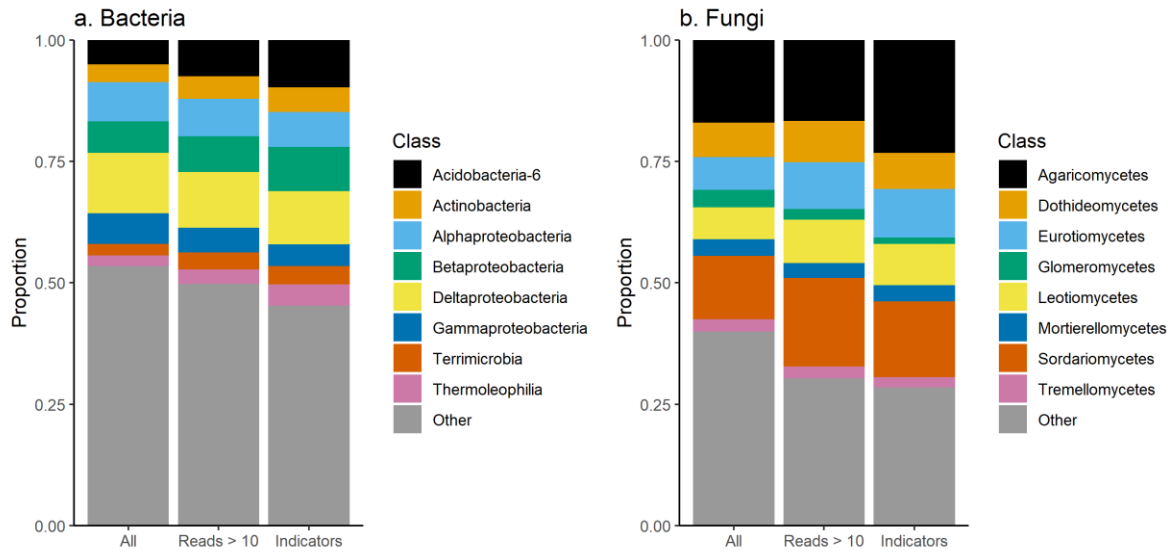 a. Bacteria
Proportion
1.00
0.75
0.50
0.25
0.00
All
Reads > 10
Indicators
Class
Acidobacteria-6
Actinobacteria
Alphaproteobacteria
Betaproteobacteria
Deltaproteobacteria
Gammaproteobacteria
Terrimicrobia
Thermoleophilia
Other
b. Fungi
Proportion
1.00
0.75
0.50
0.25
0.00
All
Reads > 10
Indicators
Class
Agaricomycetes
Dothideomycetes
Eurotiomycetes
Glomeromycetes
Leotiomycetes
Mortierellomycetes
Sordariomycetes
Tremellomycetes
Other